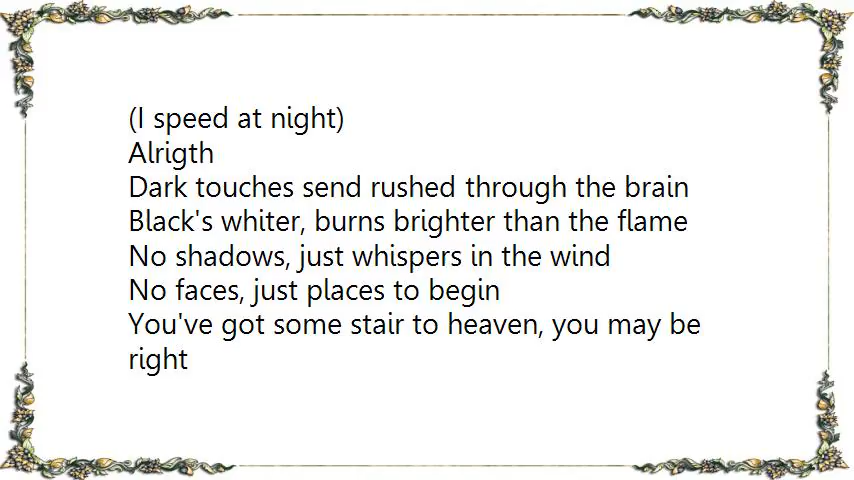 (I speed at night)
Alrigth
Dark touches send rushed through the brain
Black's whiter, burns brighter than the flame
No shadows, just whispers in the wind
No faces, just places to begin
You've got some stair to heaven, you may be
right